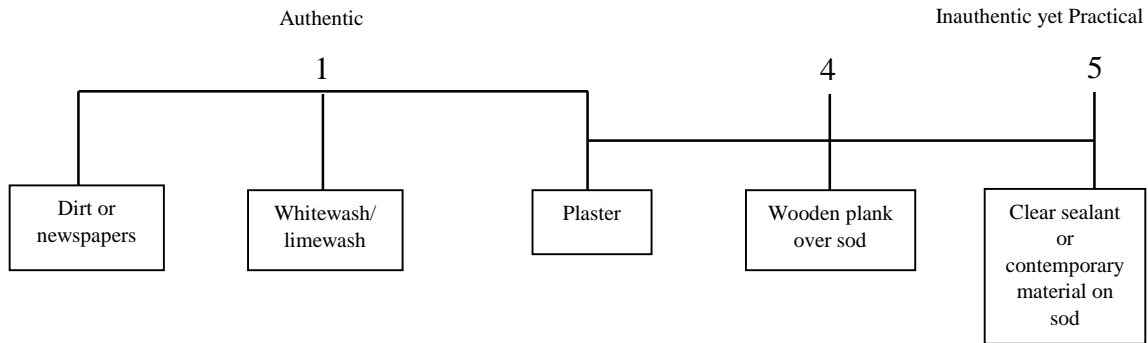 Authentic
Inauthentic yet Practical
1
4
5
Dirt or
newspapers
Whitewash/
limewash
Plaster
Wooden plank
over sod
Clear sealant
or
contemporary
material on
sod